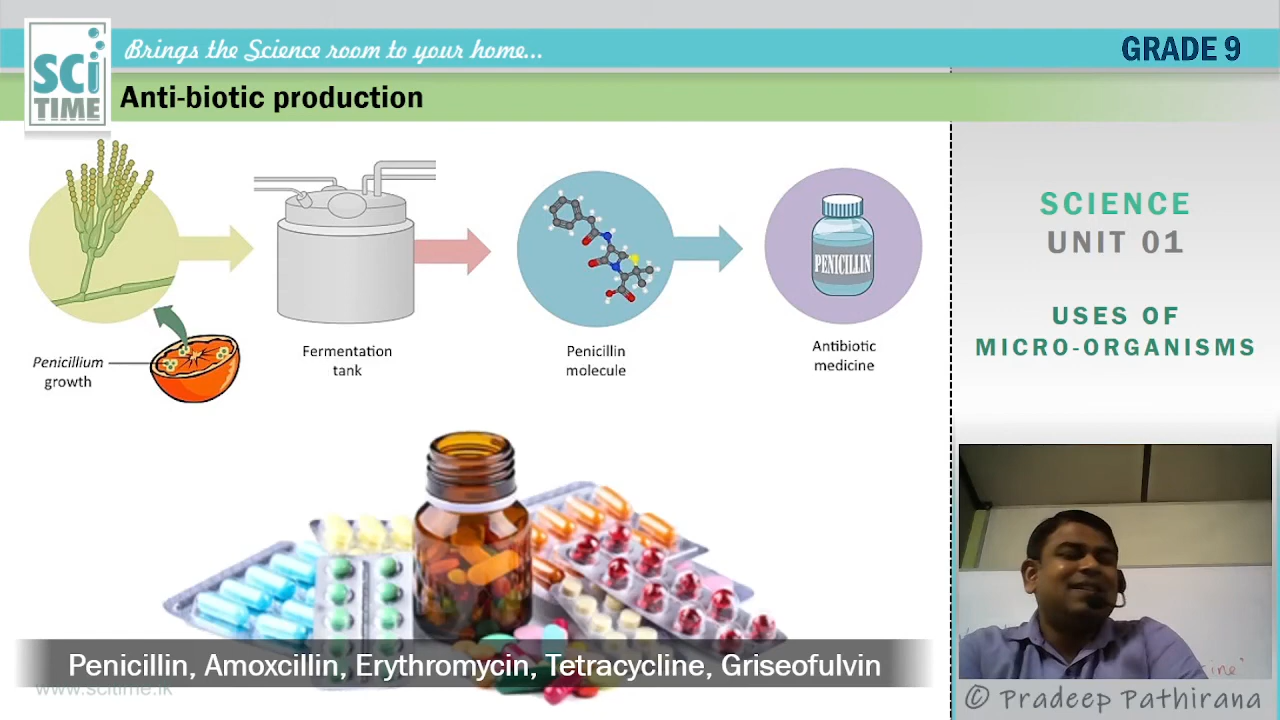 SCi
TIME
Brings the Science room to your home...
GRADE 9
Anti-biotic production
SCIENCE
UNIT 01
USES OF
MICRO-ORGANISMS
PENICILLIN
Penicillium
growth
Fermentation
tank
Penicillin
molecule
Antibiotic
medicine
Penicillin, Amoxcillin, Erythromycin, Tetracycline, Griseofulvin
www.scitime.lk
© Pradeep Pathirana